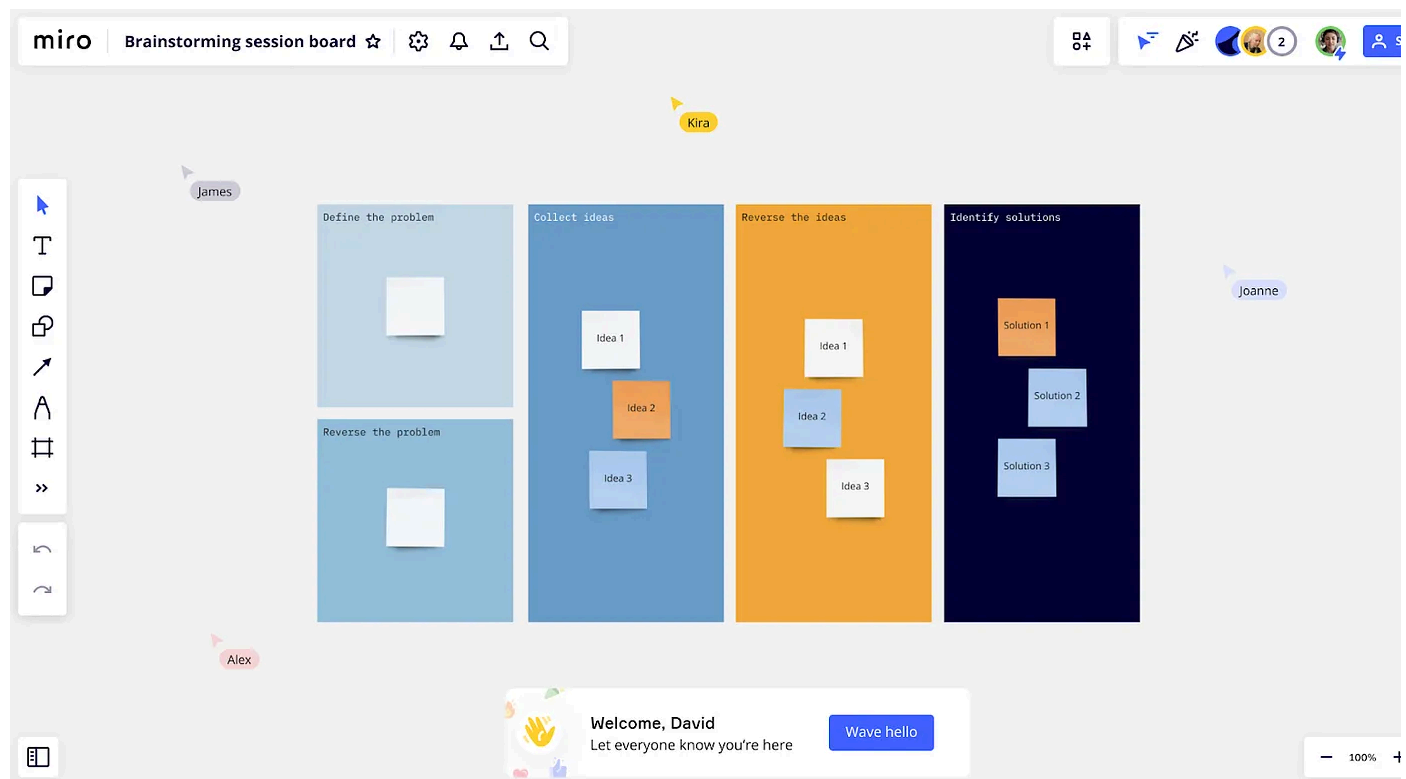 miro
Brainstorming session board
2
S
Kira
James
Joanne
Define the problem
Collect ideas
Reverse the ideas
Identify solutions
Idea 1
Idea 2
Idea 3
Idea 1
Idea 2
Idea 3
Solution 1
Solution 2
Solution 3
Reverse the problem
Alex
Welcome, David
Let everyone know you’re here
Wave hello
100%